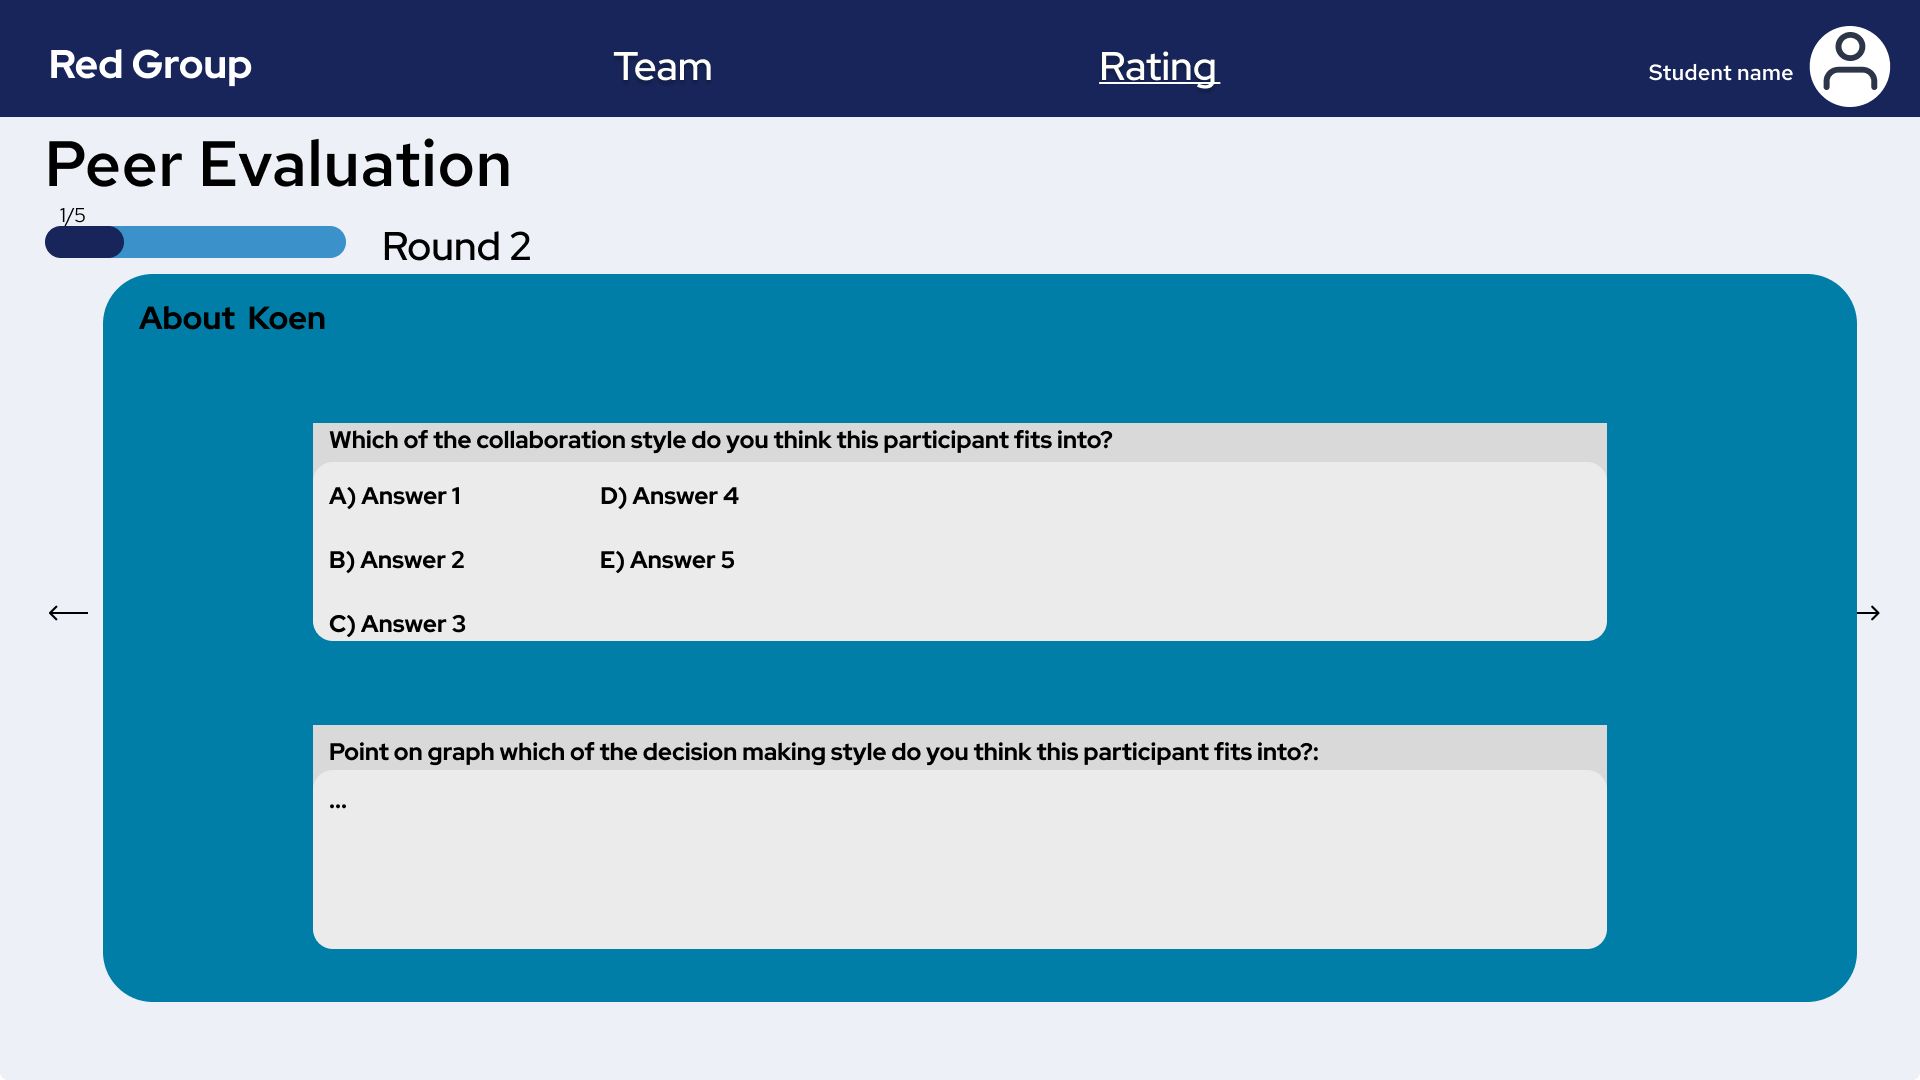 Red Group
Team
Rating
Student name
Peer Evaluation
1/5
Round 2
About Koen
Which of the collaboration style do you think this participant fits into?
A) Answer 1
D) Answer 4
B) Answer 2
E) Answer 5
C) Answer 3
Point on graph which of the decision making style do you think this participant fits into?:
...